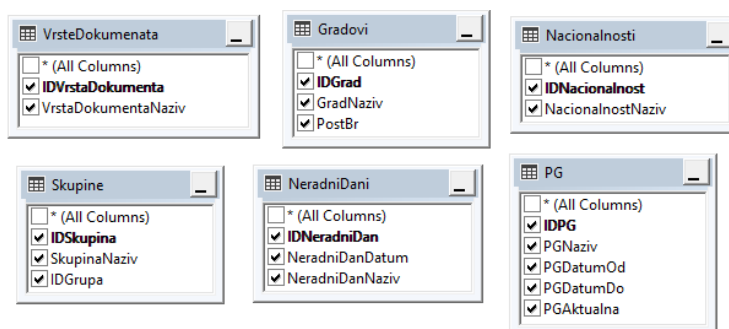 VrsteDokumenata
* (All Columns)
IDVrstaDokumenta
VrstaDokumentaNaziv
Gradovi
* (All Columns)
IDGrad
GradNaziv
PostBr
Nacionalnosti
* (All Columns)
IDNacionalnost
NacionalnostNaziv
Skupine
* (All Columns)
IDSkupina
SkupinaNaziv
IDGrupa
NeradniDani
* (All Columns)
IDNeradniDan
NeradniDanDatum
NeradniDanNaziv
PG
* (All Columns)
IDPG
PGNaziv
PGDatumOd
PGDatumDo
PGAktualna